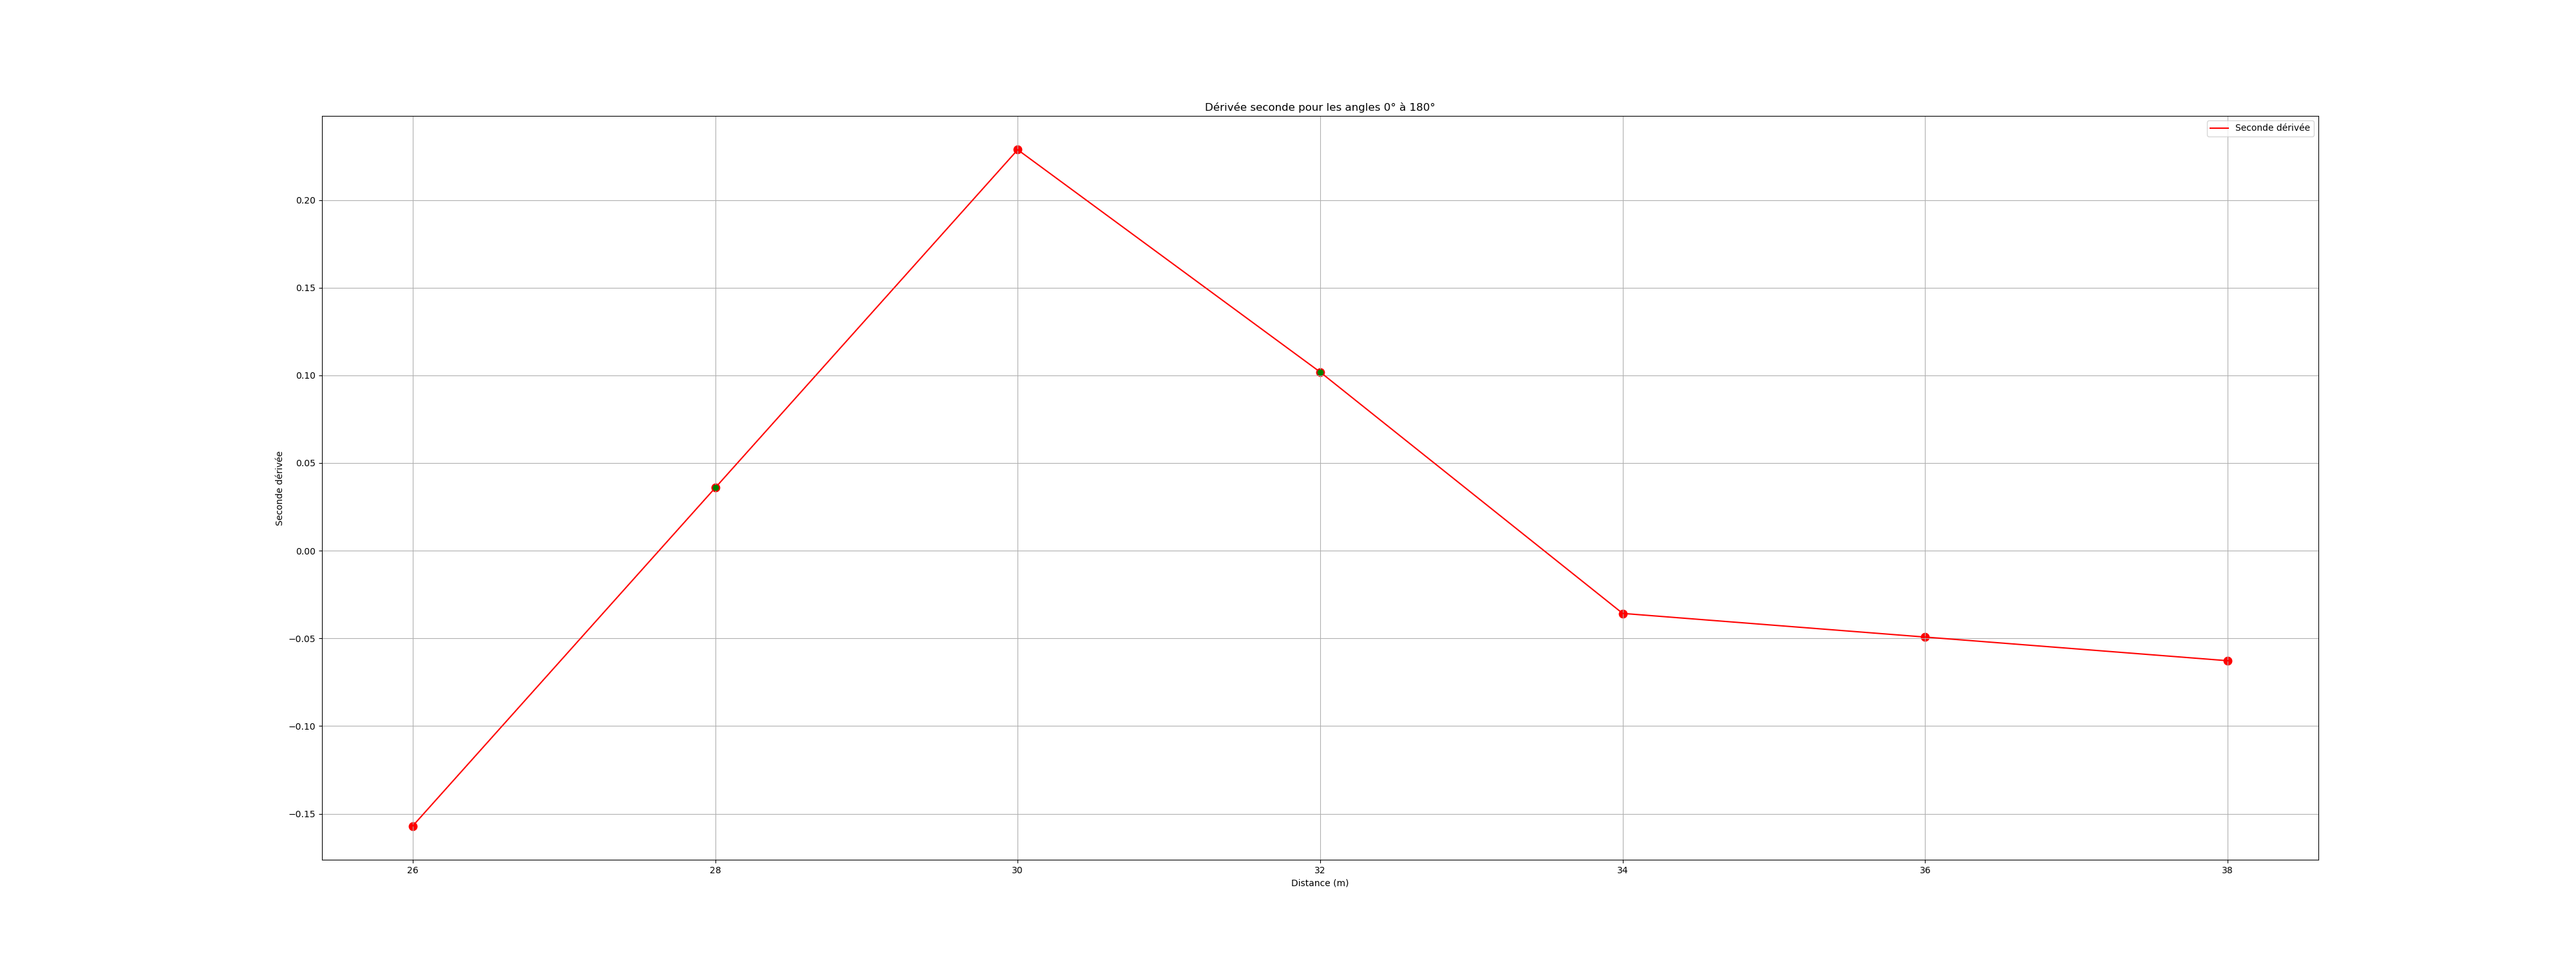 Dérivée seconde pour les angles 0° à 180°
Seconde dérivée
0.20
0.15
0.10
0.05
0.00
−0.05
−0.10
−0.15
Seconde dérivée
26 28 30 32 34 36 38
Distance (m)